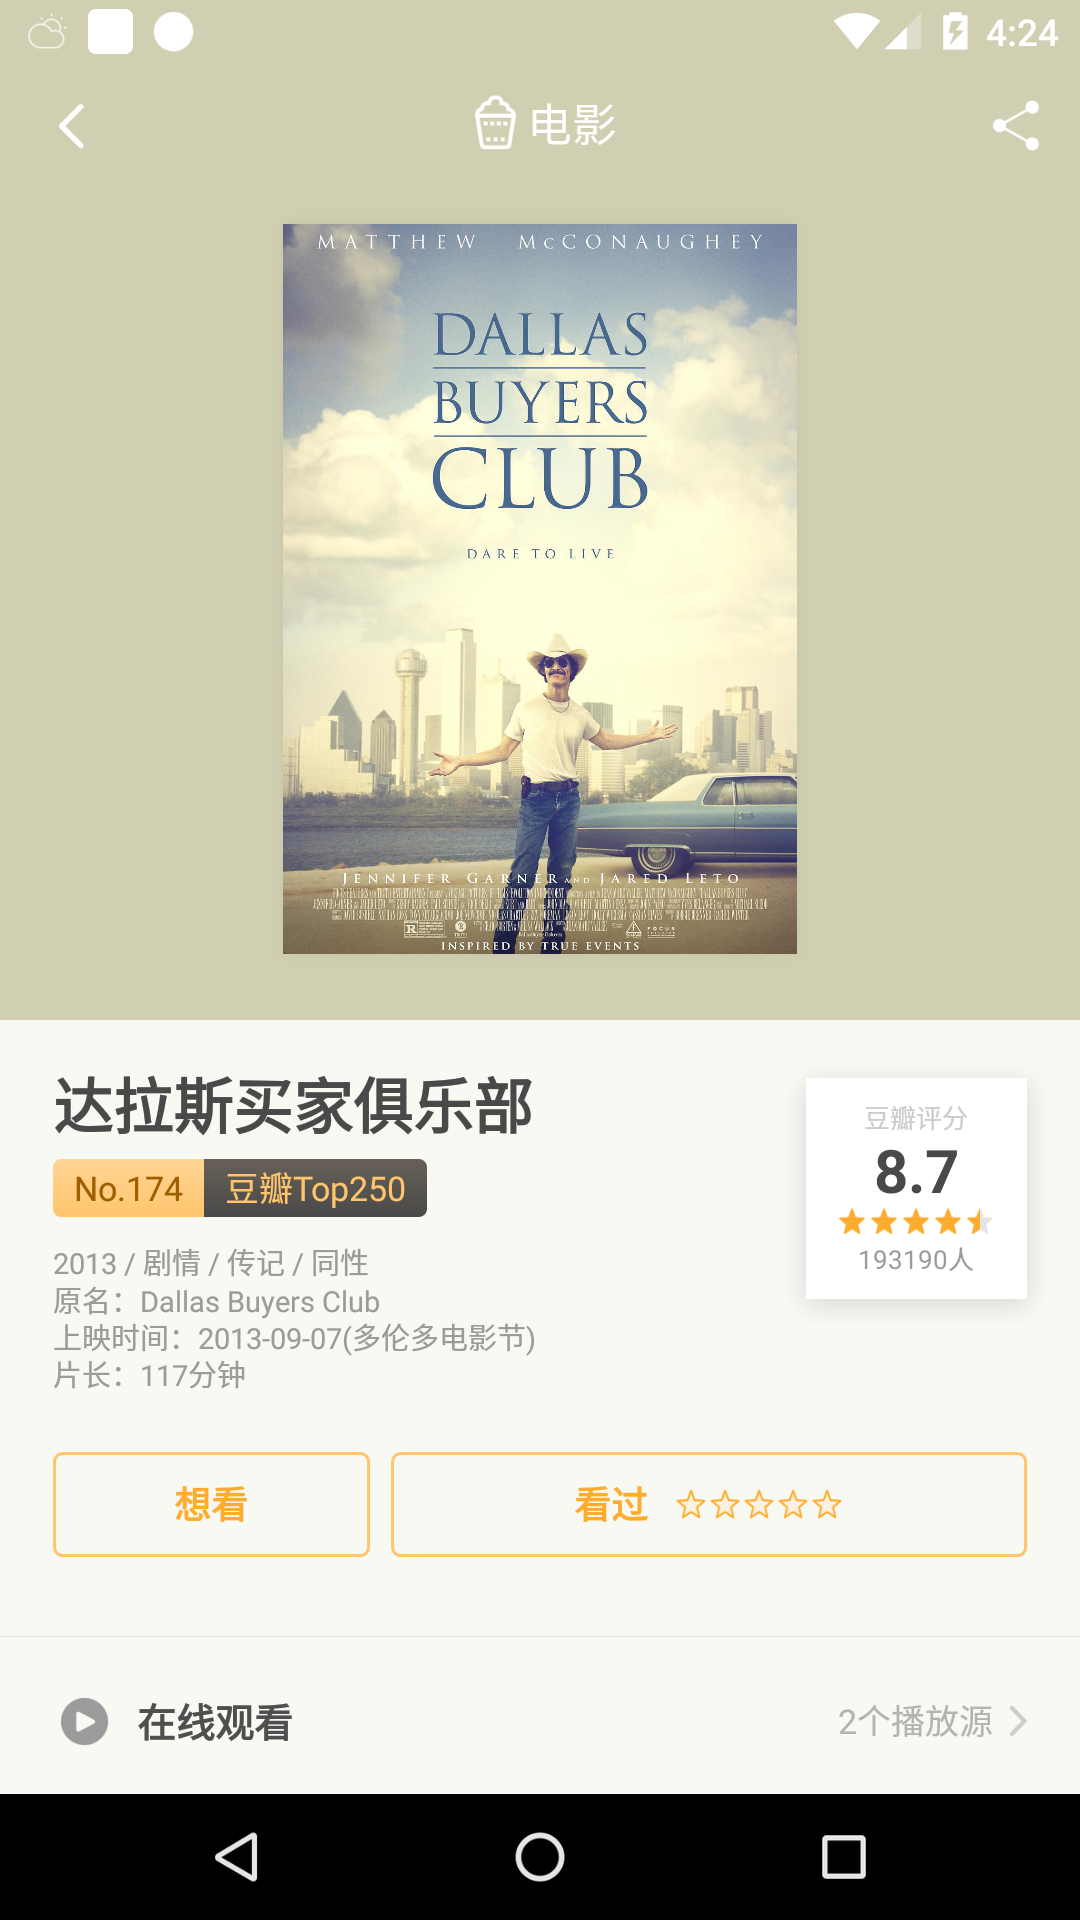 4:24
电影
MATTHEW McCONAUGHEY
DALLAS
BUYERS
CLUB
DARE TO LIVE
JENNIFER GARNER AND JARED LETO
INSPIRED BY TRUE EVENTS
达拉斯买家俱乐部
No.174 豆瓣Top250
豆瓣评分
8.7
193190人
2013 / 剧情 / 传记 / 同性
原名：Dallas Buyers Club
上映时间：2013-09-07(多伦多电影节)
片长：117分钟
想看
看过
在线观看
2个播放源